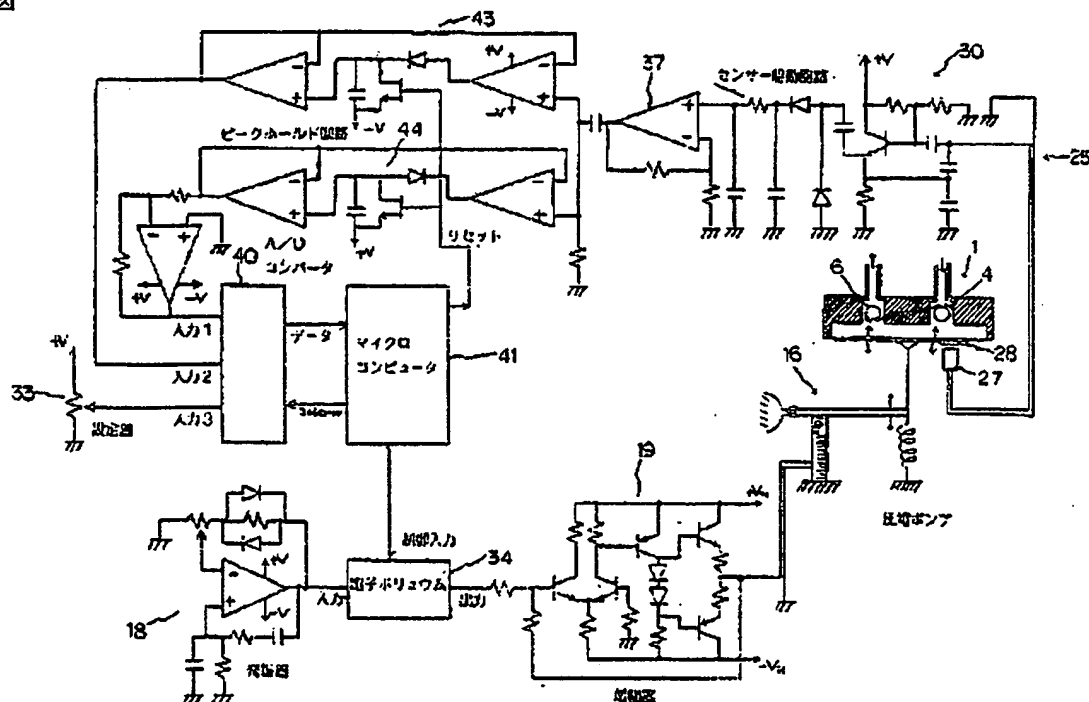 図
43
+V
-V
37
センサー駆動回路
+V
30
25
-V
ピークホールド回路
44
+V
リセット
A/D
コンバータ
40
+V
-V
入力1
データ
マイクロ
コンピュータ
41
6
1
4
28
27
16
+V
33
入力2
設定器
入力3
圧電ポンプ
制御入力
34
電子ボリュウム
入力
出力
19
+V
-V
18
発振器
駆動器